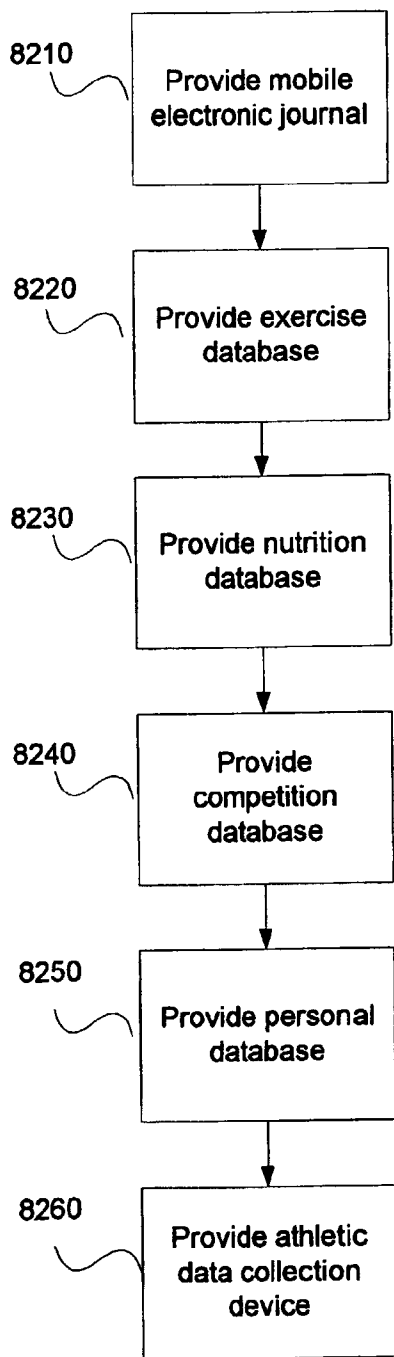 8210
Provide mobile
electronic journal
8220
Provide exercise
database
8230
Provide nutrition
database
8240
Provide
competition
database
8250
Provide personal
database
8260
Provide athletic
data collection
device